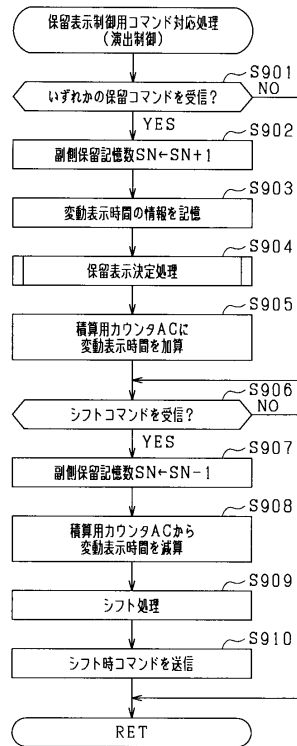 保留表示制御用コマンド対応処理
(演出制御)
S901
いずれかの保留コマンドを受信?
NO
YES
S902
副側保留記憶数SN←SN+1
S903
変動表示時間の情報を記憶
S904
保留表示決定処理
S905
積算用カウンタACに
変動表示時間を加算
S906
シフトコマンドを受信?
NO
YES
S907
副側保留記憶数SN←SN−1
S908
積算用カウンタACから
変動表示時間を減算
S909
シフト処理
S910
シフト時コマンドを送信
RET